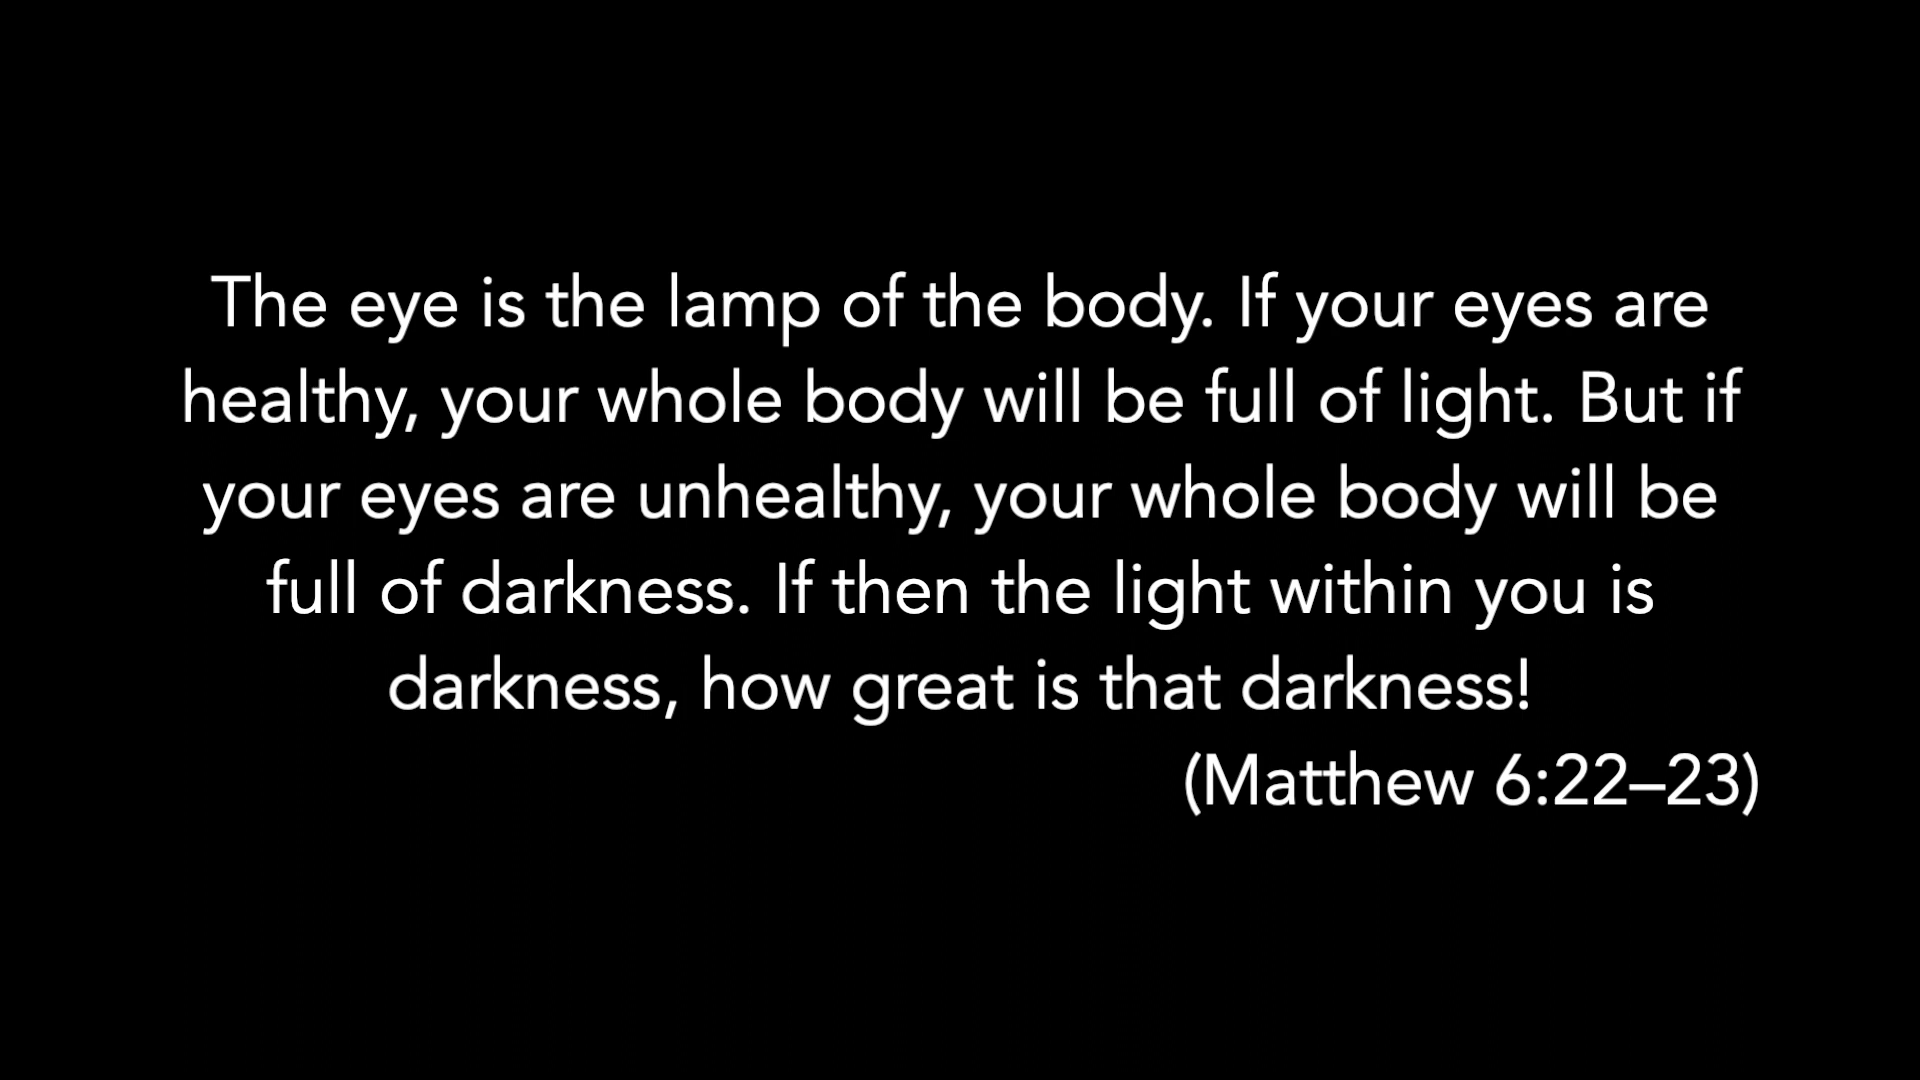 The eye is the lamp of the body. If your eyes are
healthy, your whole body will be full of light. But if
your eyes are unhealthy, your whole body will be
full of darkness. If then the light within you is
darkness, how great is that darkness!
(Matthew 6:22–23)